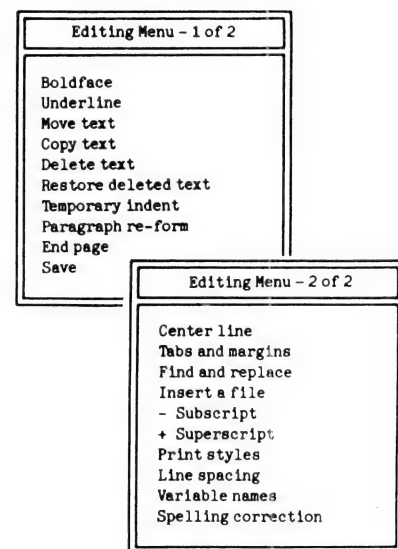 Editing Menu – 1 of 2
Boldface
Underline
Move text
Copy text
Delete text
Restore deleted text
Temporary indent
Paragraph re-form
End page
Save
Editing Menu – 2 of 2
Center line
Tabs and margins
Find and replace
Insert a file
- Subscript
+ Superscript
Print styles
Line spacing
Variable names
Spelling correction